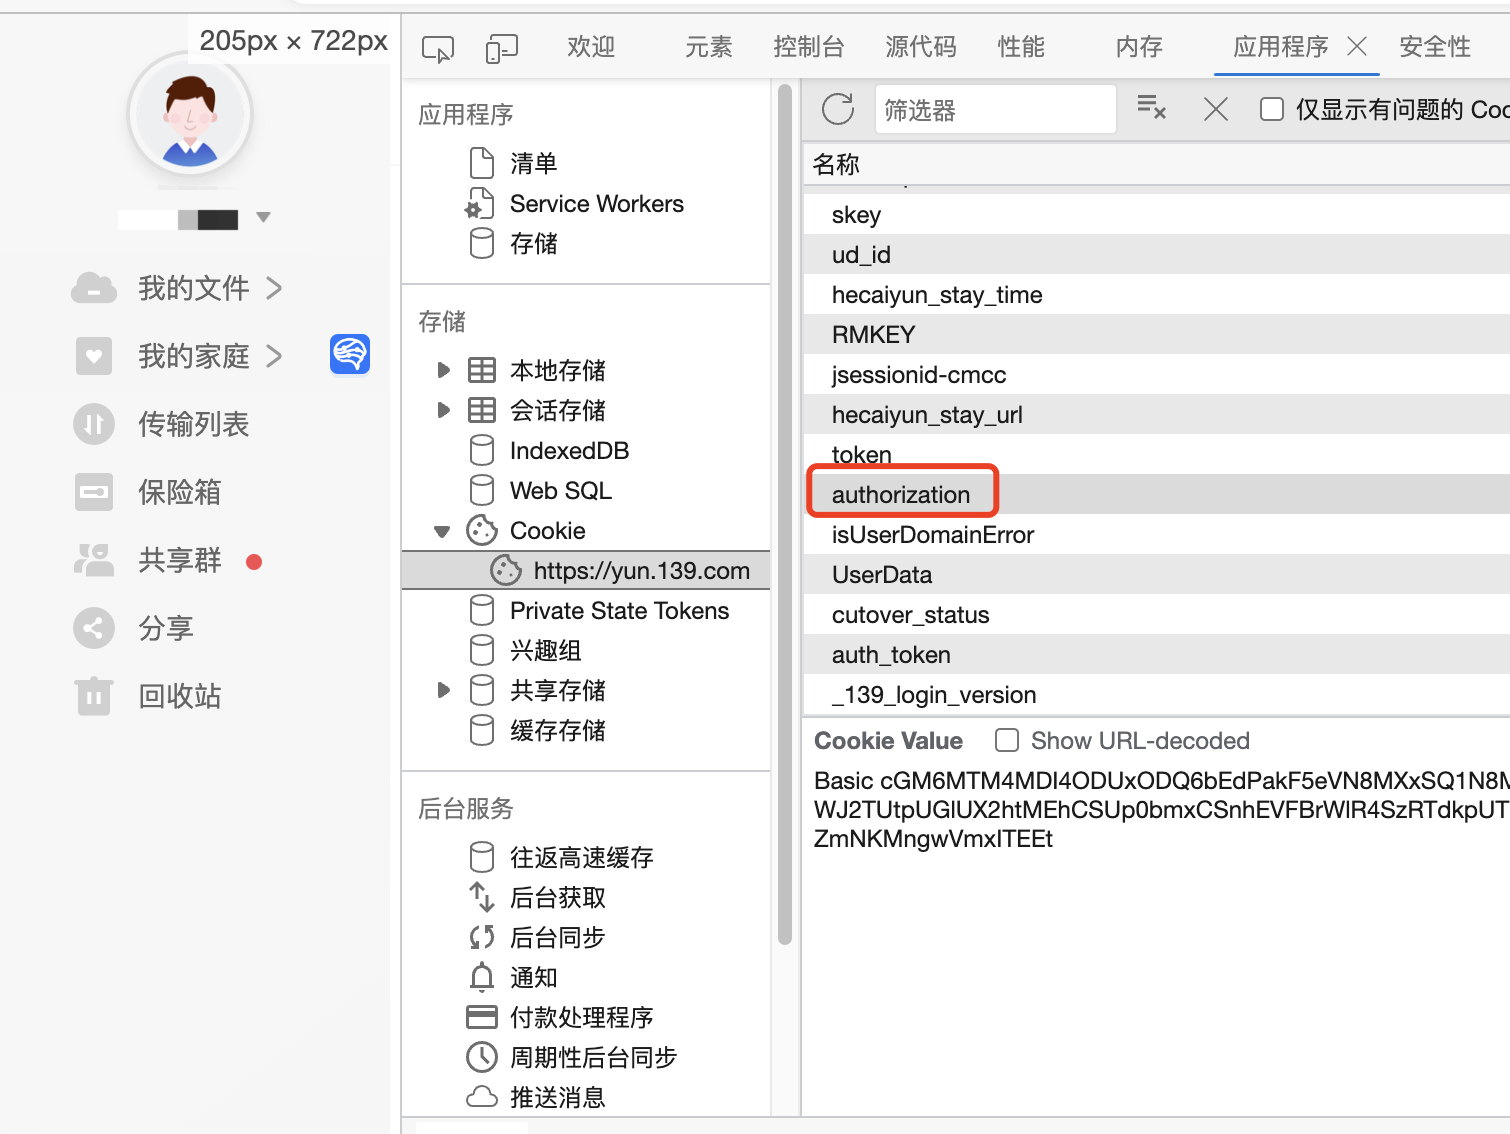 205px × 722px
我的文件
我的家庭
传输列表
保险箱
共享群
分享
回收站
欢迎 元素 控制台 源代码 性能 内存 应用程序 安全性
应用程序
清单
Service Workers
存储
存储
本地存储
会话存储
IndexedDB
Web SQL
Cookie
https://yun.139.com
Private State Tokens
兴趣组
共享存储
缓存存储
后台服务
往返高速缓存
后台获取
后台同步
通知
付款处理程序
周期性后台同步
推送消息
筛选器 仅显示有问题的 Coo
名称
skey
ud_id
hecaiyun_stay_time
RMKEY
jsessionid-cmcc
hecaiyun_stay_url
token
authorization
isUserDomainError
UserData
cutover_status
auth_token
_139_login_version
Cookie Value Show URL-decoded
Basic cGM6MTM4MDI4ODUxODQ6bEdPakF5eVN8MXxSQ1N8M
WJ2TUtpUGlUX2htMEhCSUp0bmxCSnhEVFBrWlR4SzRTdkpUT
ZmNKMngwVmxlTEEt